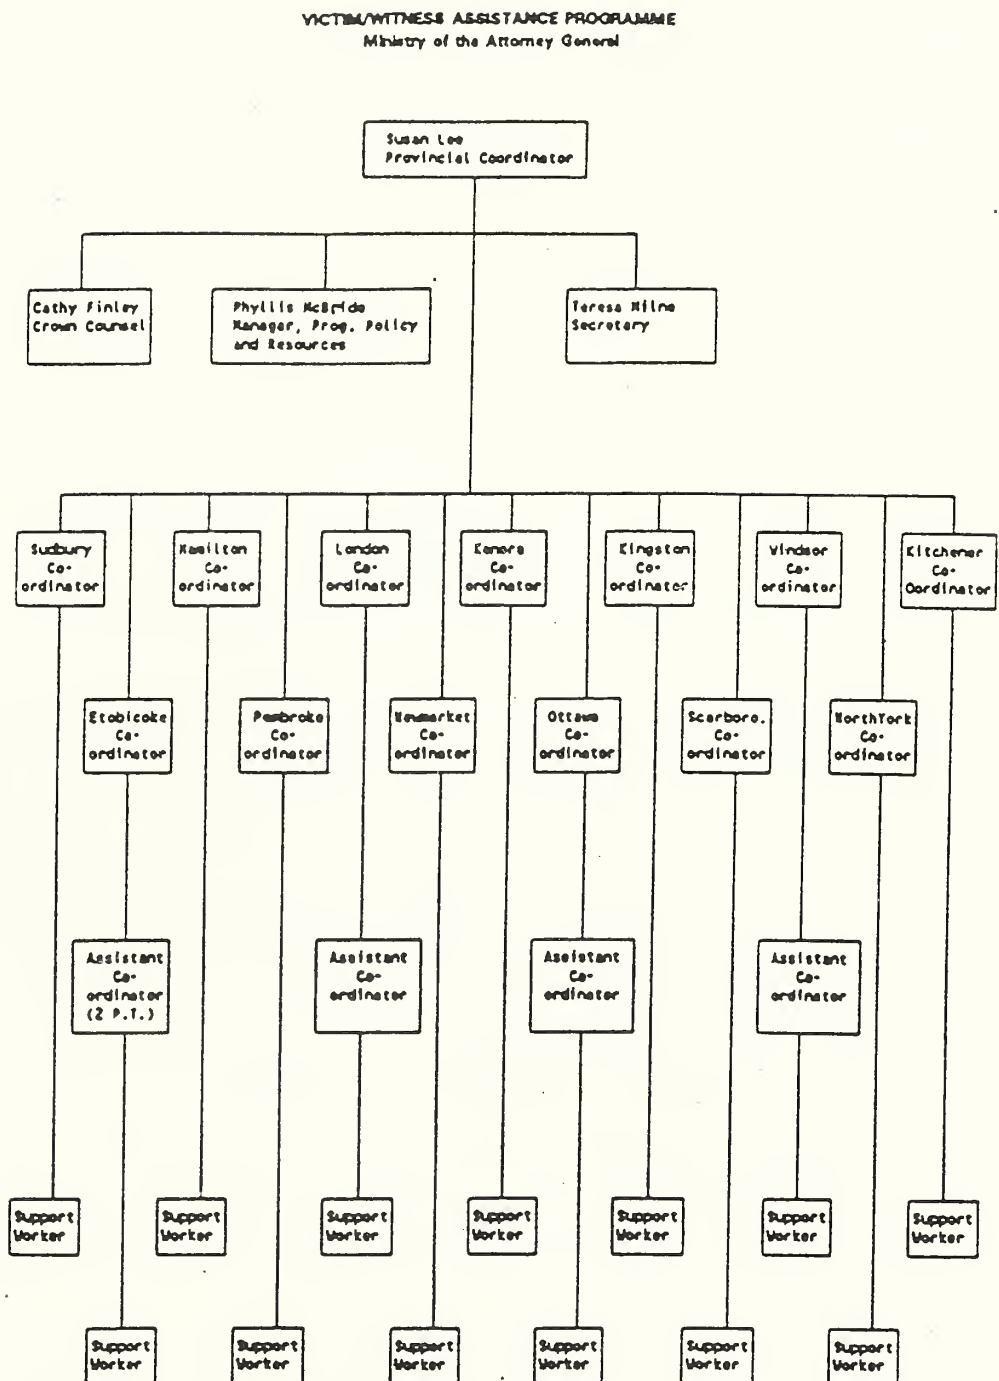 VICTIM/WITNESS ASSISTANCE PROGRAMME
Ministry of the Attorney General
Susan Lee
Provincial Coordinator
Cathy Finley
Crown Counsel
Phyllis McBride
Manager, Prog, Policy
and Resources
Teresa Milne
Secretary
Sudbury
Co-
ordinator
Hamilton
Co-
ordinator
London
Co-
ordinator
Kenora
Co-
ordinator
Kingston
Co-
ordinator
Windsor
Co-
ordinator
Kitchener
Co-
Oordinator
Etobicoke
Co-
ordinator
Pembroke
Co-
ordinator
Newmarket
Co-
ordinator
Ottawa
Co-
ordinator
Scarboro.
Co-
ordinator
NorthYork
Co-
ordinator
Assistant
Co-
ordinator
(2 P.T.)
Assistant
Co-
ordinator
Assistant
Co-
ordinator
Assistant
Co-
ordinator
Support
Worker
Support
Worker
Support
Worker
Support
Worker
Support
Worker
Support
Worker
Support
Worker
Support
Worker
Support
Worker
Support
Worker
Support
Worker
Support
Worker
Support
Worker